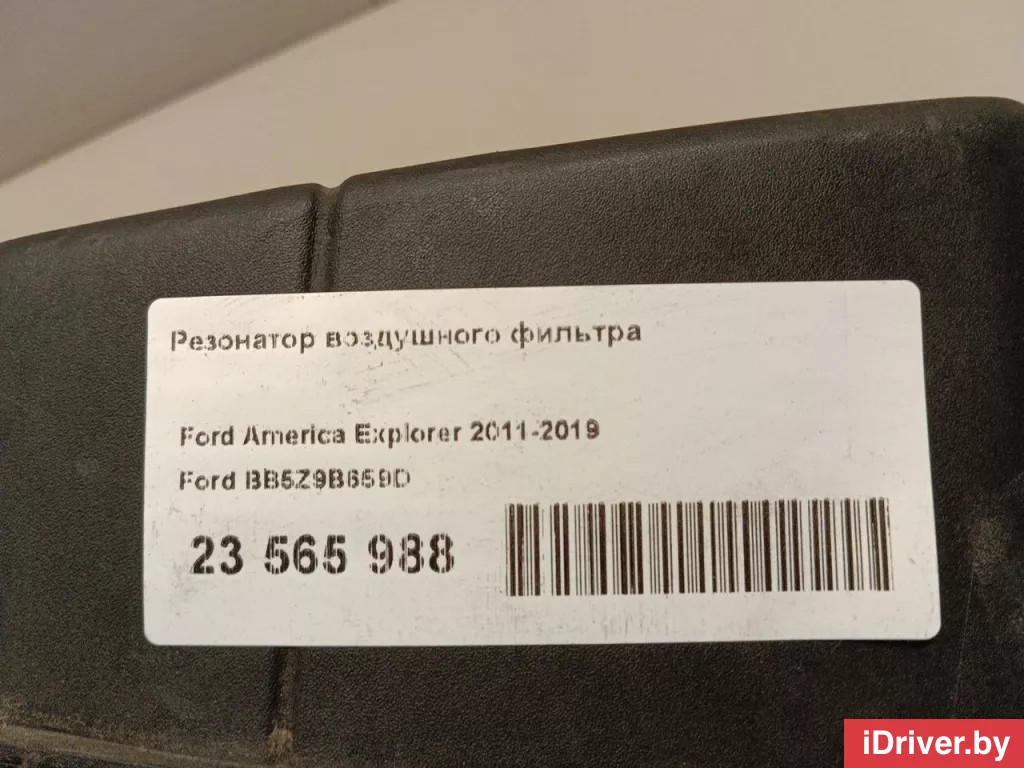 Резонатор воздушного фильтра
Ford America Explorer 2011-2019
Ford BB5Z9B659D
23 565 988
iDriver.by